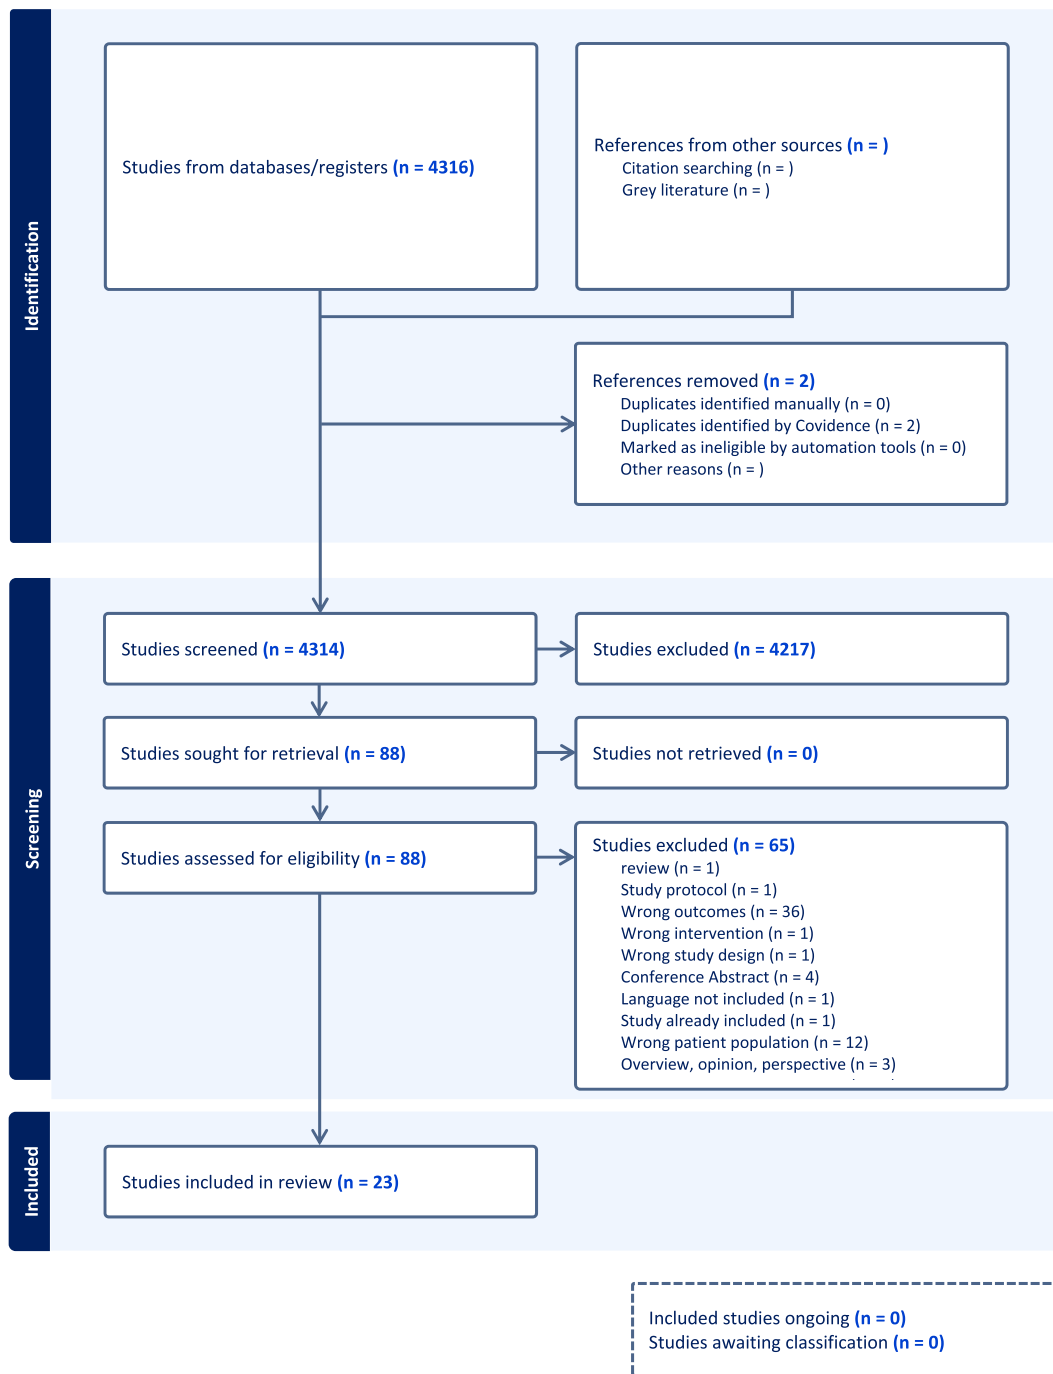 Identification
Studies from databases/registers (n = 4316)
References from other sources (n = )
Citation searching (n = )
Grey literature (n = )
References removed (n = 2)
Duplicates identified manually (n = 0)
Duplicates identified by Covidence (n = 2)
Marked as ineligible by automation tools (n = 0)
Other reasons (n = )
Screening
Studies screened (n = 4314)
Studies excluded (n = 4217)
Studies sought for retrieval (n = 88)
Studies not retrieved (n = 0)
Studies assessed for eligibility (n = 88)
Studies excluded (n = 65)
review (n = 1)
Study protocol (n = 1)
Wrong outcomes (n = 36)
Wrong intervention (n = 1)
Wrong study design (n = 1)
Conference Abstract (n = 4)
Language not included (n = 1)
Study already included (n = 1)
Wrong patient population (n = 12)
Overview, opinion, perspective (n = 3)
Included
Studies included in review (n = 23)
Included studies ongoing (n = 0)
Studies awaiting classification (n = 0)